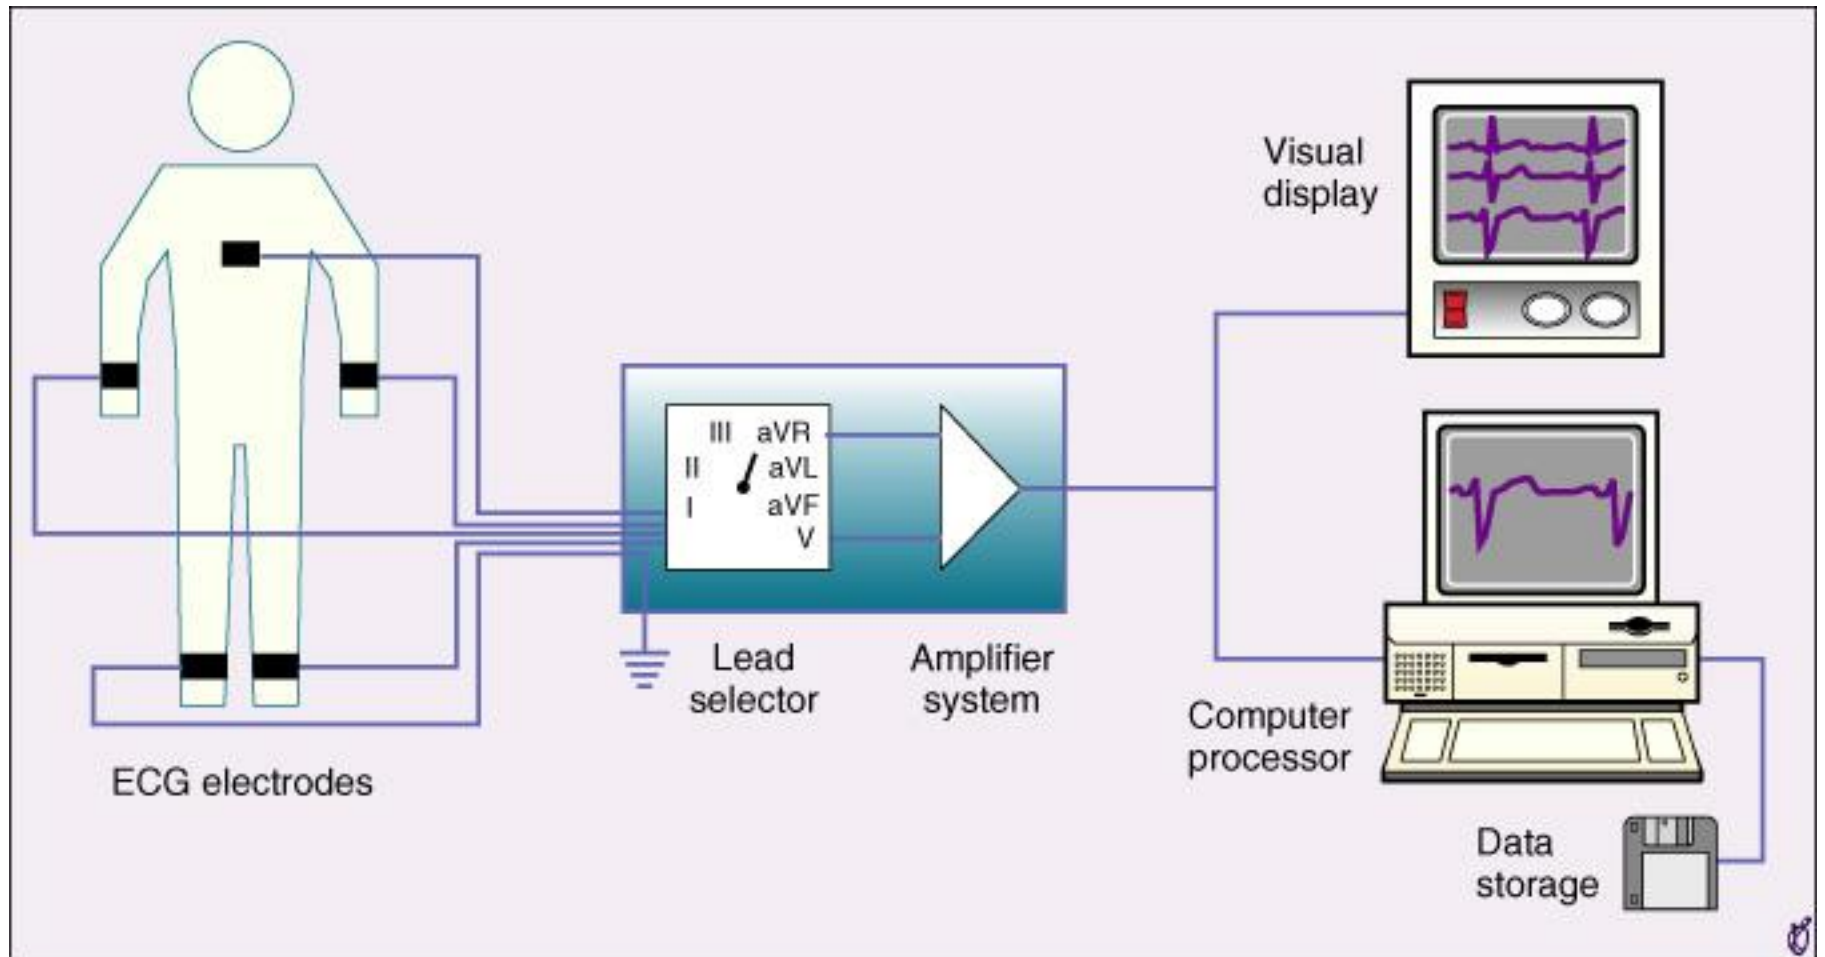 Visual
display
III aVR
II aVL
I aVF
V
Lead
selector
Amplifier
system
Computer
processor
ECG electrodes
Data
storage